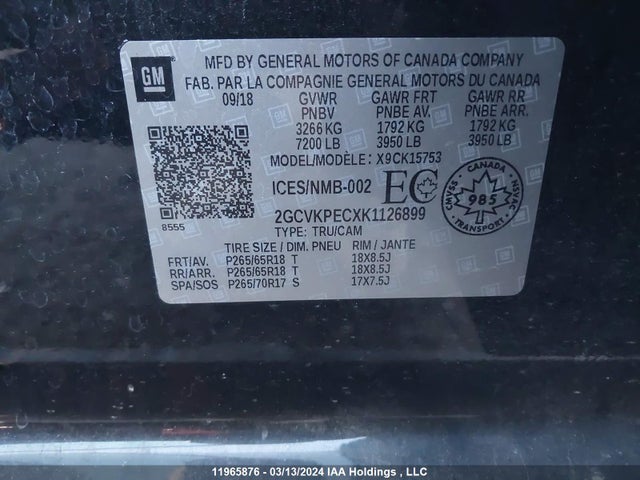 GM
MFD BY GENERAL MOTORS OF CANADA COMPANY
FAB. PAR LA COMPAGNIE GENERAL MOTORS DU CANADA
09/18 GVWR GAWR FRT GAWR RR
PNBV PNBE AV. PNBE ARR.
3266 KG 1792 KG 1792 KG
7200 LB 3950 LB 3950 LB
MODEL/MODÈLE: X9CK15753
ICES/NMB-002 EC
CANADA
CMVSS 985 NSVAC
2GCVKPECXK1126899
8555
TYPE: TRU/CAM
TIRE SIZE / DIM. PNEU RIM / JANTE
FRT/AV. P265/65R18 T 18X8.5J
RR/ARR. P265/65R18 T 18X8.5J
SPA/SOS P265/70R17 S 17X7.5J
11965876 - 03/13/2024 IAA Holdings , LLC